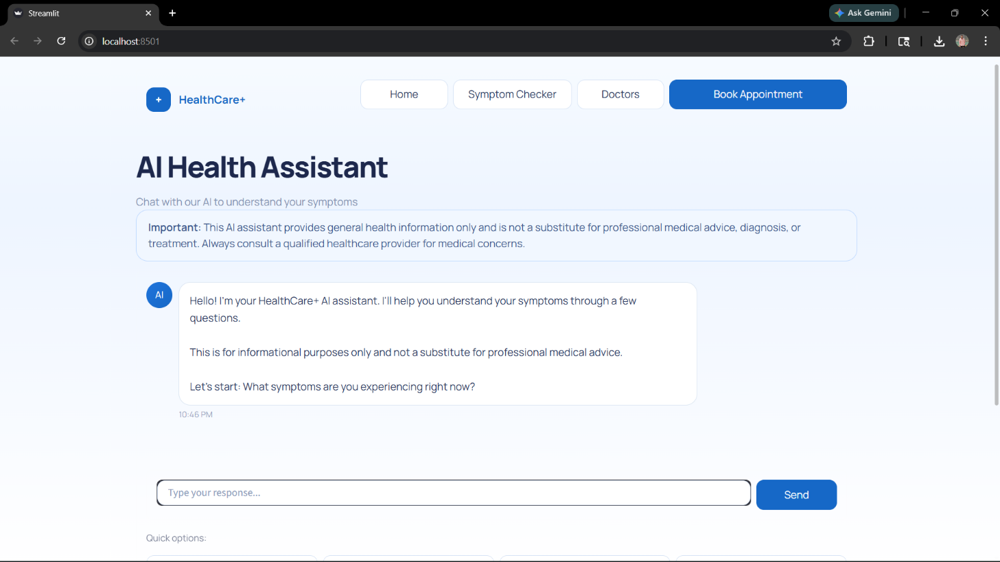 Streamlit
Ask Gemini
localhost:8501
+
HealthCare+
Home
Symptom Checker
Doctors
Book Appointment
AI Health Assistant
Chat with our AI to understand your symptoms
Important: This AI assistant provides general health information only and is not a substitute for professional medical advice, diagnosis, or
treatment. Always consult a qualified healthcare provider for medical concerns.
AI
Hello! I'm your HealthCare+ AI assistant. I'll help you understand your symptoms through a few
questions.
This is for informational purposes only and not a substitute for professional medical advice.
Let's start: What symptoms are you experiencing right now?
10:46 PM
Type your response...
Send
Quick options: